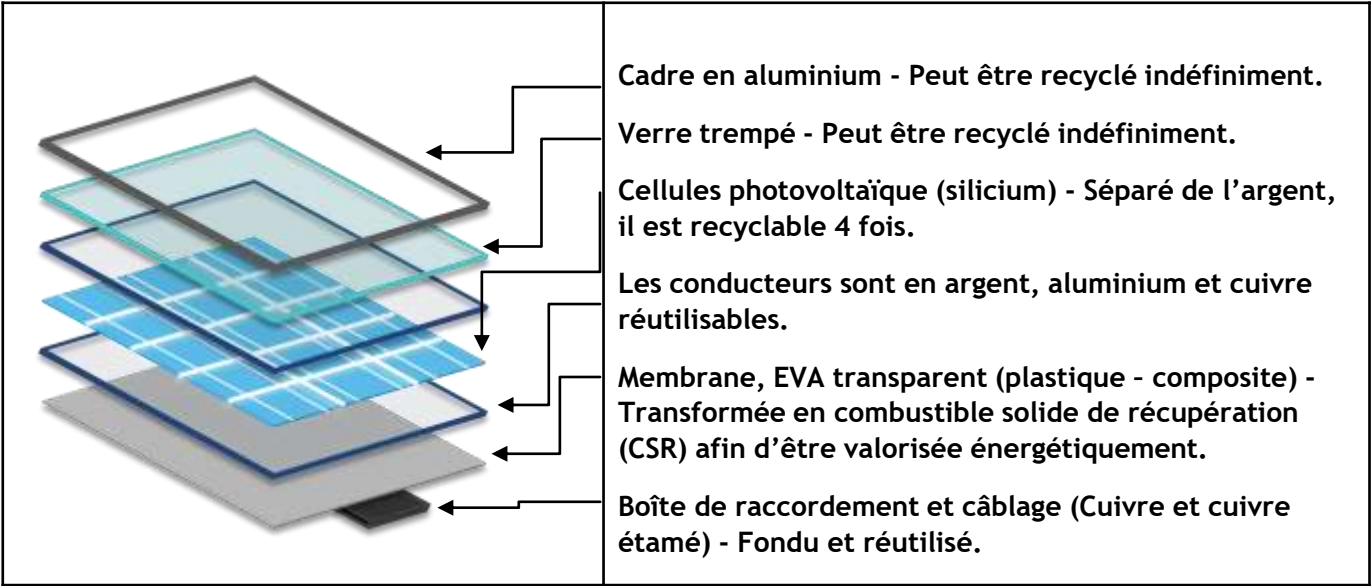 Cadre en aluminium - Peut être recyclé indéfiniment.
Verre trempé - Peut être recyclé indéfiniment.
Cellules photovoltaïque (silicium) - Séparé de l’argent,
il est recyclable 4 fois.
Les conducteurs sont en argent, aluminium et cuivre
réutilisables.
Membrane, EVA transparent (plastique – composite) -
Transformée en combustible solide de récupération
(CSR) afin d’être valorisée énergétiquement.
Boîte de raccordement et câblage (Cuivre et cuivre
étamé) - Fondu et réutilisé.